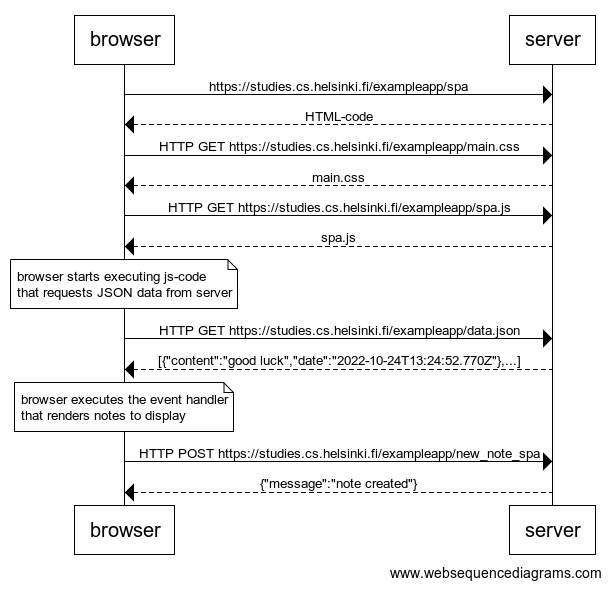 browser
server
https://studies.cs.helsinki.fi/exampleapp/spa
HTML-code
HTTP GET https://studies.cs.helsinki.fi/exampleapp/main.css
main.css
HTTP GET https://studies.cs.helsinki.fi/exampleapp/spa.js
spa.js
browser starts executing js-code
that requests JSON data from server
HTTP GET https://studies.cs.helsinki.fi/exampleapp/data.json
[{"content":"good luck","date":"2022-10-24T13:24:52.770Z"},...]
browser executes the event handler
that renders notes to display
HTTP POST https://studies.cs.helsinki.fi/exampleapp/new_note_spa
{"message":"note created"}
browser
server
www.websequencediagrams.com